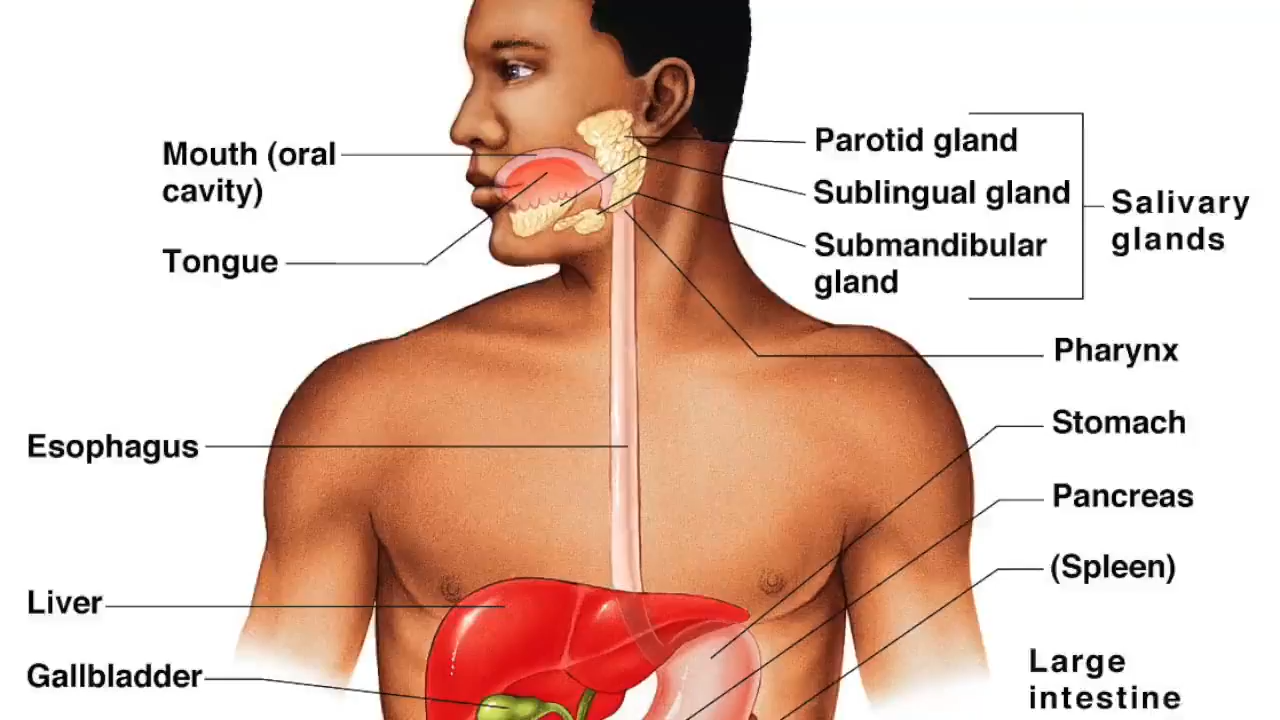 Mouth (oral
cavity)
Tongue
Esophagus
Liver
Gallbladder
Parotid gland
Sublingual gland
Submandibular
gland
Salivary
glands
Pharynx
Stomach
Pancreas
(Spleen)
Large
intestine